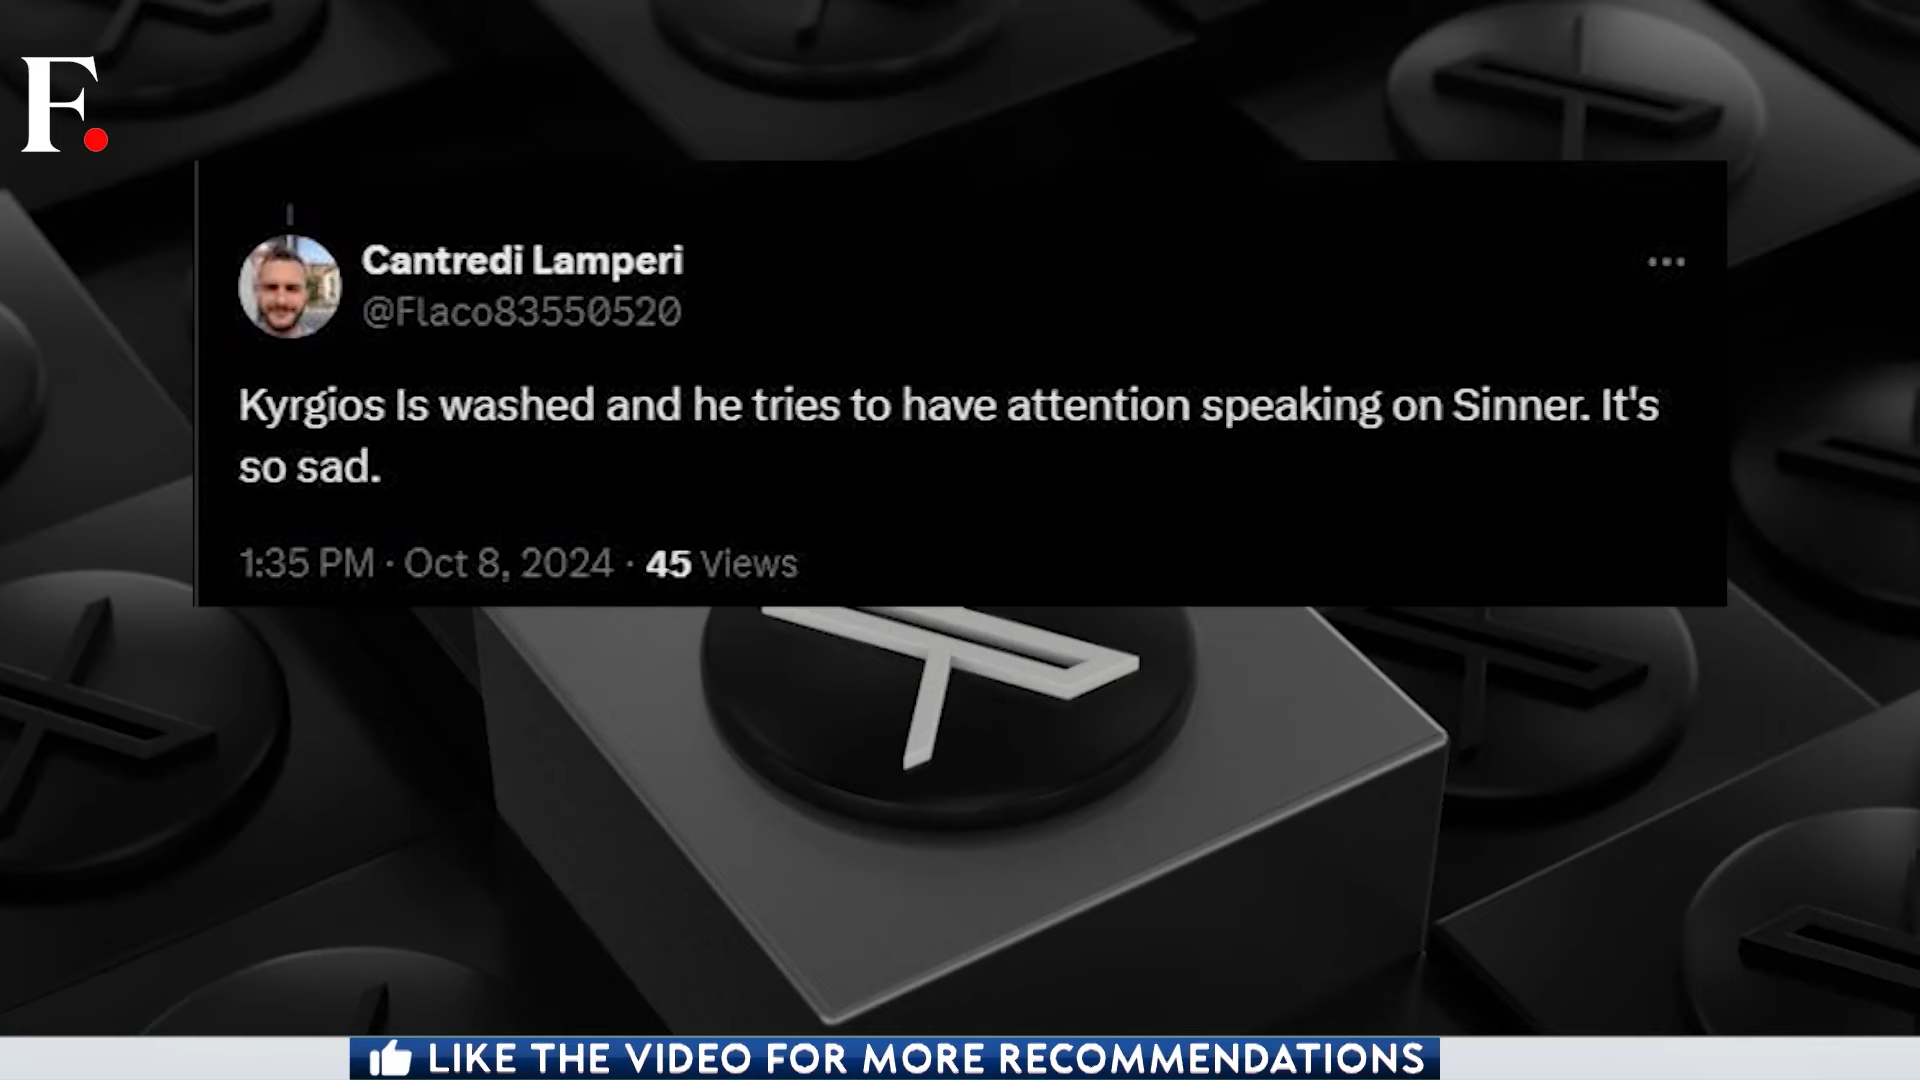 F.
Cantredi Lamperi
@Flaco83550520
Kyrgios Is washed and he tries to have attention speaking on Sinner. It's
so sad.
1:35 PM · Oct 8, 2024 · 45 Views
LIKE THE VIDEO FOR MORE RECOMMENDATIONS